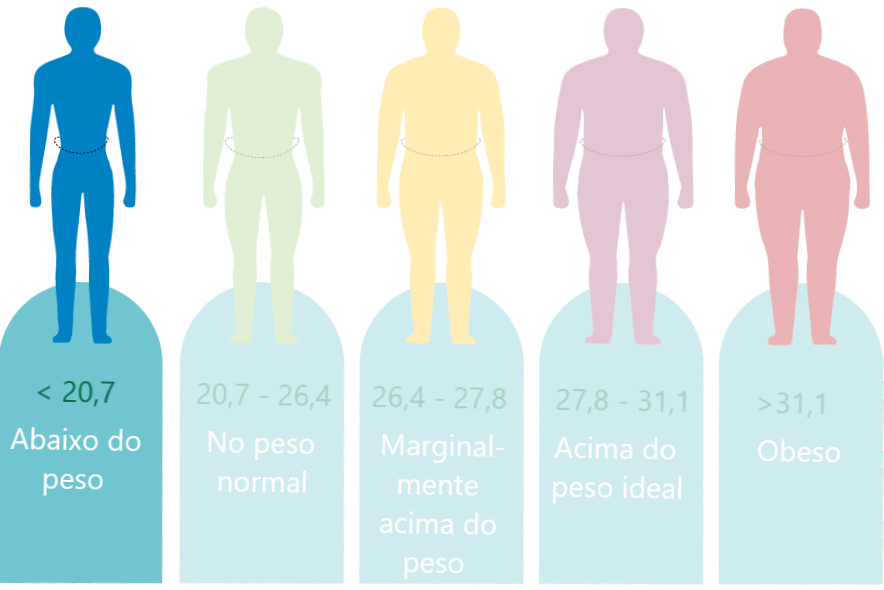 < 20,7
Abaixo do
peso
20,7 - 26,4
No peso
normal
26,4 - 27,8
Marginal-
mente
acima do
peso
27,8 - 31,1
Acima do
peso ideal
>31,1
Obeso